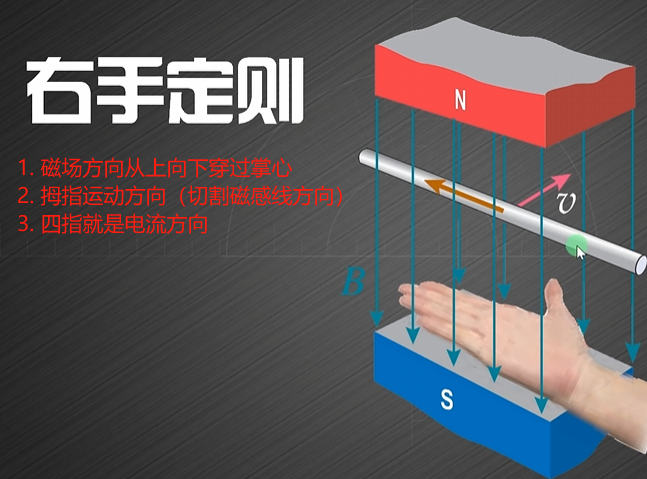 右手定则
1. 磁场方向从上向下穿过掌心
2. 拇指运动方向（切割磁感线方向）
3. 四指就是电流方向
N
v
B
S